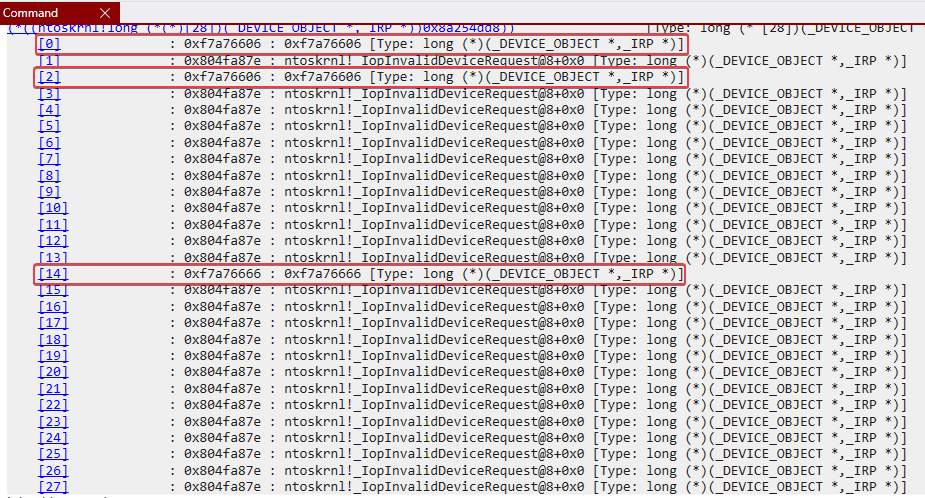 Command ×
(*((ntoskrnl!long (*(*)[28])(_DEVICE_OBJECT *,_IRP *))0x8a254dd8)) [Type: long (* [28])(_DEVICE_OBJECT
[0] : 0xf7a76606 : 0xf7a76606 [Type: long (*)(_DEVICE_OBJECT *,_IRP *)]
[1] : 0x804fa87e : ntoskrnl!_IopInvalidDeviceRequest@8+0x0 [Type: long (*)(_DEVICE_OBJECT *,_IRP *)]
[2] : 0xf7a76606 : 0xf7a76606 [Type: long (*)(_DEVICE_OBJECT *,_IRP *)]
[3] : 0x804fa87e : ntoskrnl!_IopInvalidDeviceRequest@8+0x0 [Type: long (*)(_DEVICE_OBJECT *,_IRP *)]
[4] : 0x804fa87e : ntoskrnl!_IopInvalidDeviceRequest@8+0x0 [Type: long (*)(_DEVICE_OBJECT *,_IRP *)]
[5] : 0x804fa87e : ntoskrnl!_IopInvalidDeviceRequest@8+0x0 [Type: long (*)(_DEVICE_OBJECT *,_IRP *)]
[6] : 0x804fa87e : ntoskrnl!_IopInvalidDeviceRequest@8+0x0 [Type: long (*)(_DEVICE_OBJECT *,_IRP *)]
[7] : 0x804fa87e : ntoskrnl!_IopInvalidDeviceRequest@8+0x0 [Type: long (*)(_DEVICE_OBJECT *,_IRP *)]
[8] : 0x804fa87e : ntoskrnl!_IopInvalidDeviceRequest@8+0x0 [Type: long (*)(_DEVICE_OBJECT *,_IRP *)]
[9] : 0x804fa87e : ntoskrnl!_IopInvalidDeviceRequest@8+0x0 [Type: long (*)(_DEVICE_OBJECT *,_IRP *)]
[10] : 0x804fa87e : ntoskrnl!_IopInvalidDeviceRequest@8+0x0 [Type: long (*)(_DEVICE_OBJECT *,_IRP *)]
[11] : 0x804fa87e : ntoskrnl!_IopInvalidDeviceRequest@8+0x0 [Type: long (*)(_DEVICE_OBJECT *,_IRP *)]
[12] : 0x804fa87e : ntoskrnl!_IopInvalidDeviceRequest@8+0x0 [Type: long (*)(_DEVICE_OBJECT *,_IRP *)]
[13] : 0x804fa87e : ntoskrnl!_IopInvalidDeviceRequest@8+0x0 [Type: long (*)(_DEVICE_OBJECT *,_IRP *)]
[14] : 0xf7a76666 : 0xf7a76666 [Type: long (*)(_DEVICE_OBJECT *,_IRP *)]
[15] : 0x804fa87e : ntoskrnl!_IopInvalidDeviceRequest@8+0x0 [Type: long (*)(_DEVICE_OBJECT *,_IRP *)]
[16] : 0x804fa87e : ntoskrnl!_IopInvalidDeviceRequest@8+0x0 [Type: long (*)(_DEVICE_OBJECT *,_IRP *)]
[17] : 0x804fa87e : ntoskrnl!_IopInvalidDeviceRequest@8+0x0 [Type: long (*)(_DEVICE_OBJECT *,_IRP *)]
[18] : 0x804fa87e : ntoskrnl!_IopInvalidDeviceRequest@8+0x0 [Type: long (*)(_DEVICE_OBJECT *,_IRP *)]
[19] : 0x804fa87e : ntoskrnl!_IopInvalidDeviceRequest@8+0x0 [Type: long (*)(_DEVICE_OBJECT *,_IRP *)]
[20] : 0x804fa87e : ntoskrnl!_IopInvalidDeviceRequest@8+0x0 [Type: long (*)(_DEVICE_OBJECT *,_IRP *)]
[21] : 0x804fa87e : ntoskrnl!_IopInvalidDeviceRequest@8+0x0 [Type: long (*)(_DEVICE_OBJECT *,_IRP *)]
[22] : 0x804fa87e : ntoskrnl!_IopInvalidDeviceRequest@8+0x0 [Type: long (*)(_DEVICE_OBJECT *,_IRP *)]
[23] : 0x804fa87e : ntoskrnl!_IopInvalidDeviceRequest@8+0x0 [Type: long (*)(_DEVICE_OBJECT *,_IRP *)]
[24] : 0x804fa87e : ntoskrnl!_IopInvalidDeviceRequest@8+0x0 [Type: long (*)(_DEVICE_OBJECT *,_IRP *)]
[25] : 0x804fa87e : ntoskrnl!_IopInvalidDeviceRequest@8+0x0 [Type: long (*)(_DEVICE_OBJECT *,_IRP *)]
[26] : 0x804fa87e : ntoskrnl!_IopInvalidDeviceRequest@8+0x0 [Type: long (*)(_DEVICE_OBJECT *,_IRP *)]
[27] : 0x804fa87e : ntoskrnl!_IopInvalidDeviceRequest@8+0x0 [Type: long (*)(_DEVICE_OBJECT *,_IRP *)]